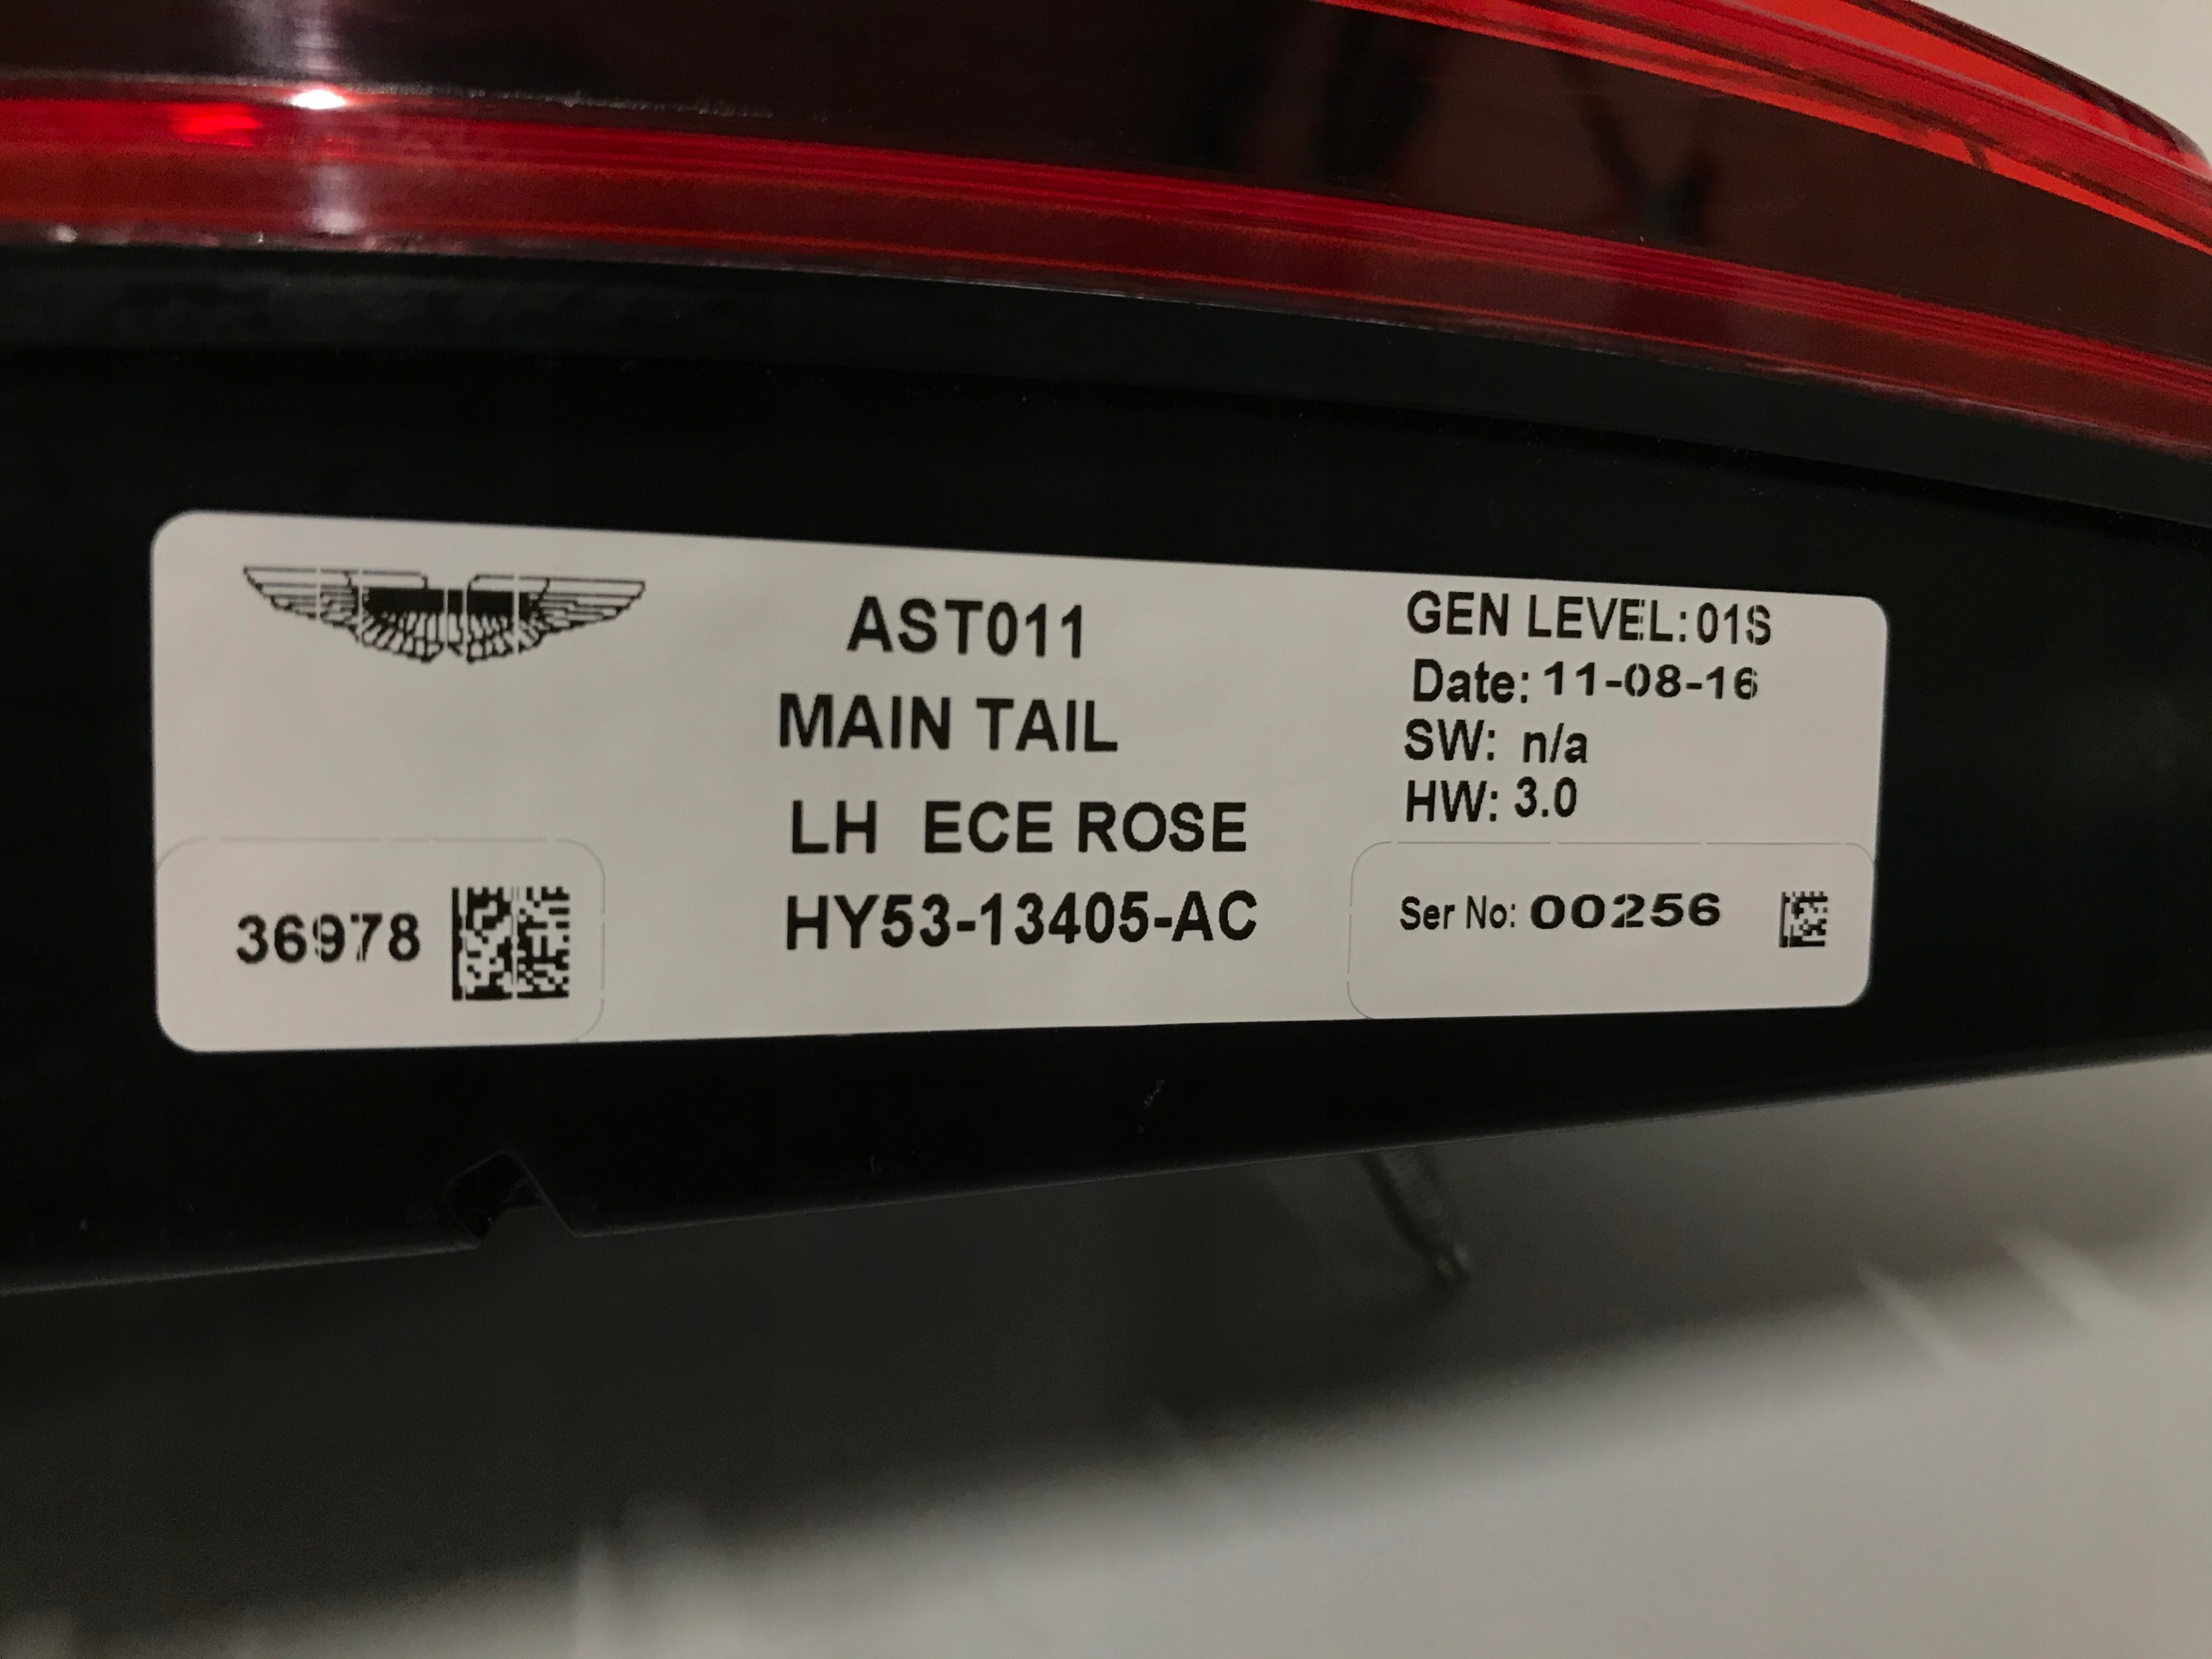 AST011
MAIN TAIL
LH ECE ROSE
HY53-13405-AC
36978
GEN LEVEL: 01S
Date: 11-08-16
SW: n/a
HW: 3.0
Ser No: 00256